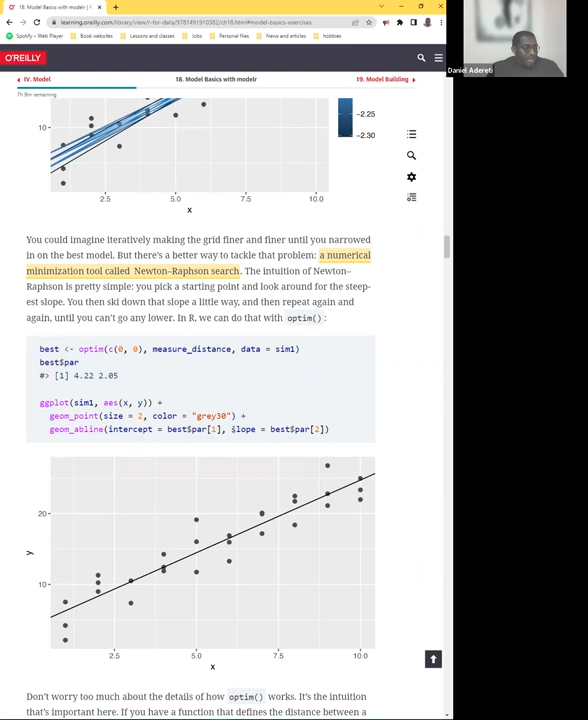 18. Model Basics with modelr | R
learning.oreilly.com/library/view/r-for-data/9781491910382/ch18.html#model-basics-exercises
Spotify – Web Player
Book websites
Lessons and classes
Jobs
Personal files
News and articles
hobbies
O'REILLY
Daniel Adereti
IV. Model
18. Model Basics with modelr
19. Model Building
7h 9m remaining
10
-2.25
-2.30
2.5 5.0 7.5 10.0
x
You could imagine iteratively making the grid finer and finer until you narrowed
in on the best model. But there's a better way to tackle that problem: a numerical
minimization tool called Newton–Raphson search. The intuition of Newton–
Raphson is pretty simple: you pick a starting point and look around for the steep-
est slope. You then ski down that slope a little way, and then repeat again and
again, until you can't go any lower. In R, we can do that with optim():
best <- optim(c(0, 0), measure_distance, data = sim1)
best$par
#> [1] 4.22 2.05
ggplot(sim1, aes(x, y)) +
geom_point(size = 2, color = "grey30") +
geom_abline(intercept = best$par[1], slope = best$par[2])
20
y
10
2.5 5.0 7.5 10.0
x
Don't worry too much about the details of how optim() works. It's the intuition
that's important here. If you have a function that defines the distance between a